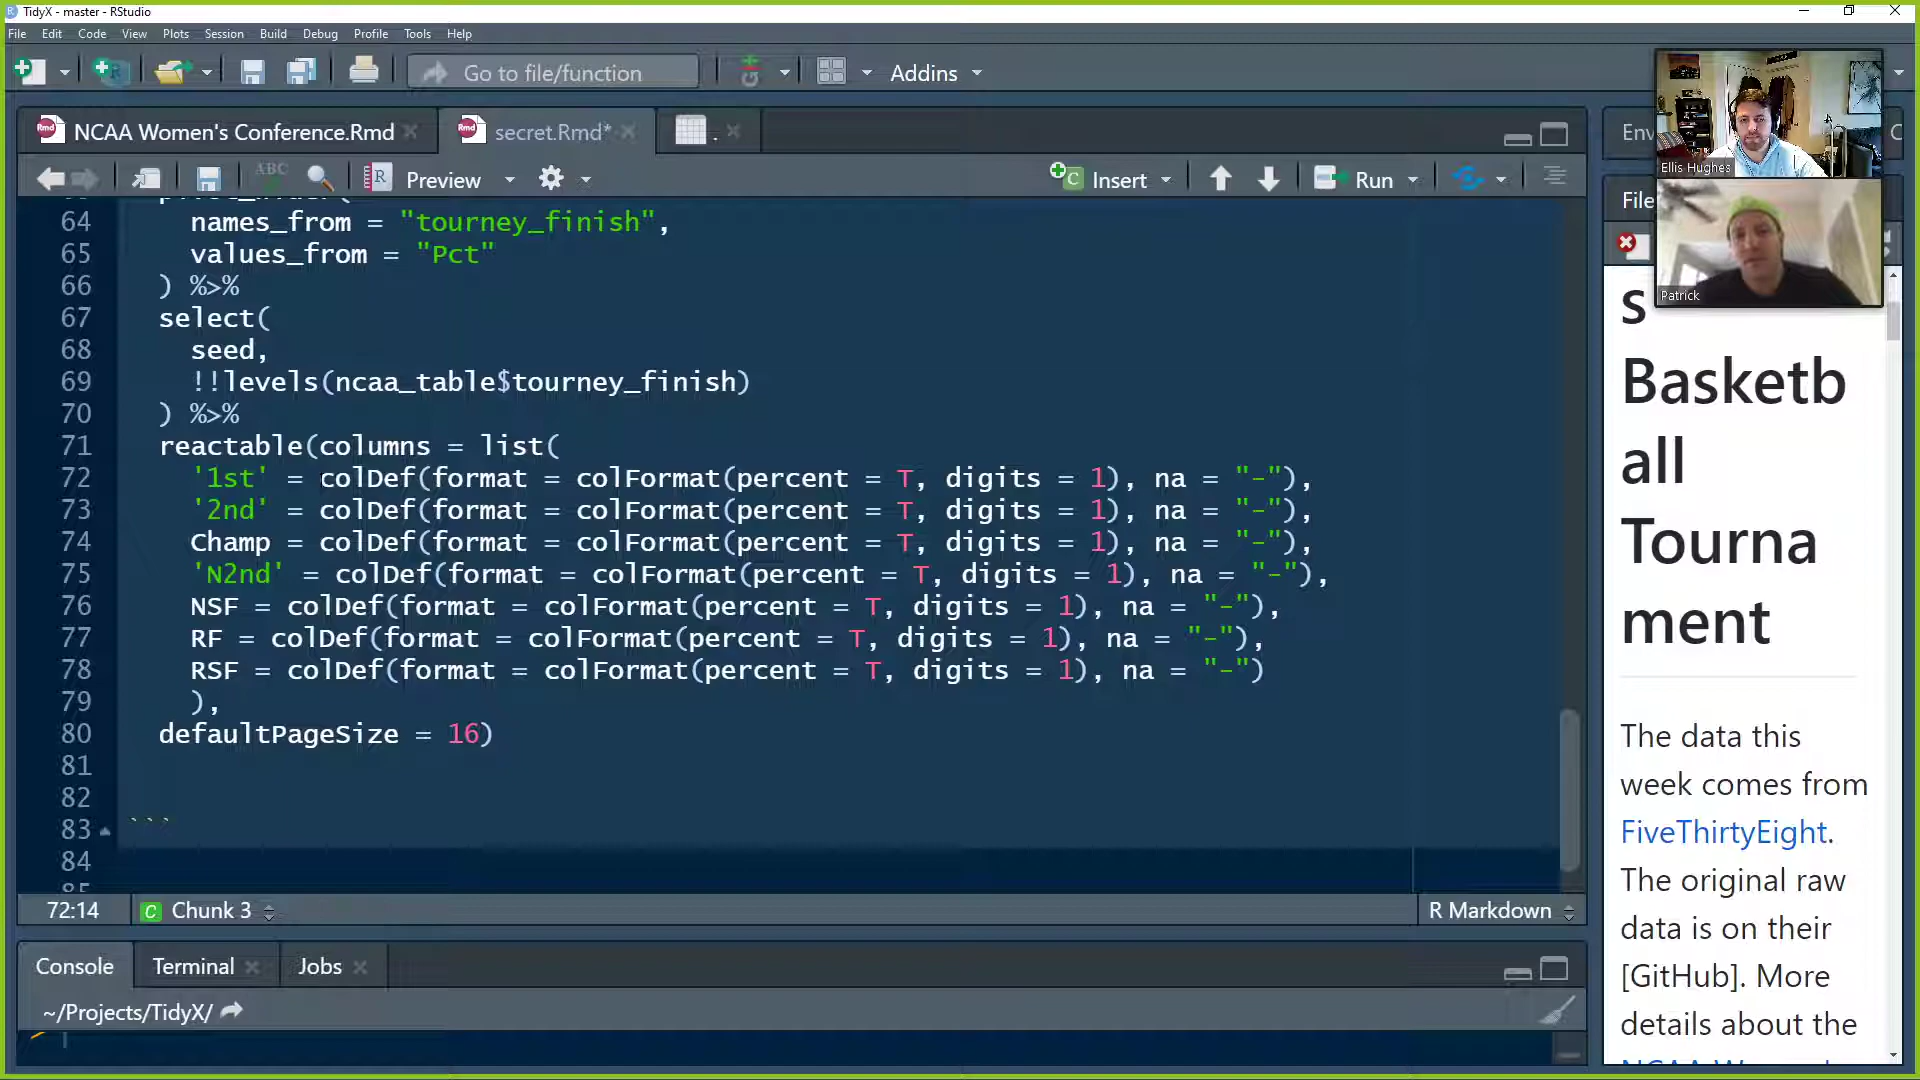 TidyX - master - RStudio
File Edit Code View Plots Session Build Debug Profile Tools Help
Go to file/function
Addins
NCAA Women's Conference.Rmd
secret.Rmd*
.
Preview
Insert
Run
64 names_from = "tourney_finish",
65 values_from = "Pct"
66 ) %>%
67 select(
68 seed,
69 !!levels(ncaa_table$tourney_finish)
70 ) %>%
71 reactable(columns = list(
72 '1st' = colDef(format = colFormat(percent = T, digits = 1), na = "-"),
73 '2nd' = colDef(format = colFormat(percent = T, digits = 1), na = "-"),
74 Champ = colDef(format = colFormat(percent = T, digits = 1), na = "-"),
75 'N2nd' = colDef(format = colFormat(percent = T, digits = 1), na = "-"),
76 NSF = colDef(format = colFormat(percent = T, digits = 1), na = "-"),
77 RF = colDef(format = colFormat(percent = T, digits = 1), na = "-"),
78 RSF = colDef(format = colFormat(percent = T, digits = 1), na = "-")
79 ),
80 defaultPageSize = 16)
81
82
83 ```
84
85
72:14
Chunk 3
R Markdown
Console
Terminal
Jobs
~/Projects/TidyX/
Env
File
Ellis Hughes
Patrick
s
Basketb
all
Tourna
ment
The data this
week comes from
FiveThirtyEight.
The original raw
data is on their
[GitHub]. More
details about the